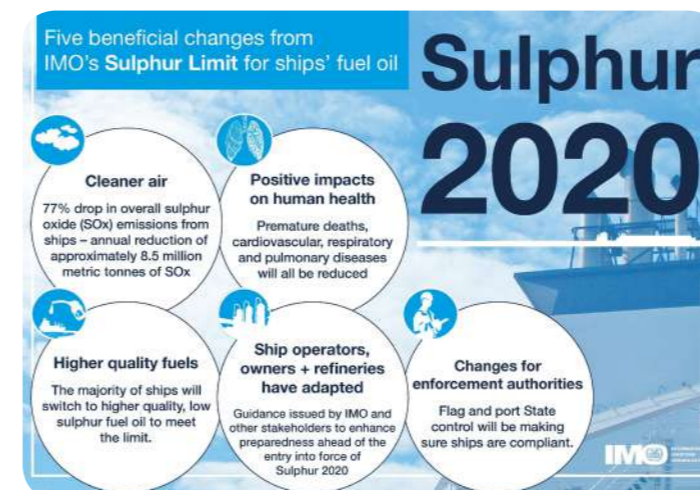 Five beneficial changes from
IMO's Sulphur Limit for ships' fuel oil
Sulphur
2020
Cleaner air
77% drop in overall sulphur
oxide (SOx) emissions from
ships – annual reduction of
approximately 8.5 million
metric tonnes of SOx
Positive impacts
on human health
Premature deaths,
cardiovascular, respiratory
and pulmonary diseases
will all be reduced
Higher quality fuels
The majority of ships will
switch to higher quality, low
sulphur fuel oil to meet
the limit.
Ship operators,
owners + refineries
have adapted
Guidance issued by IMO and
other stakeholders to enhance
preparedness ahead of the
entry into force of
Sulphur 2020
Changes for
enforcement authorities
Flag and port State
control will be making
sure ships are compliant.
IMO